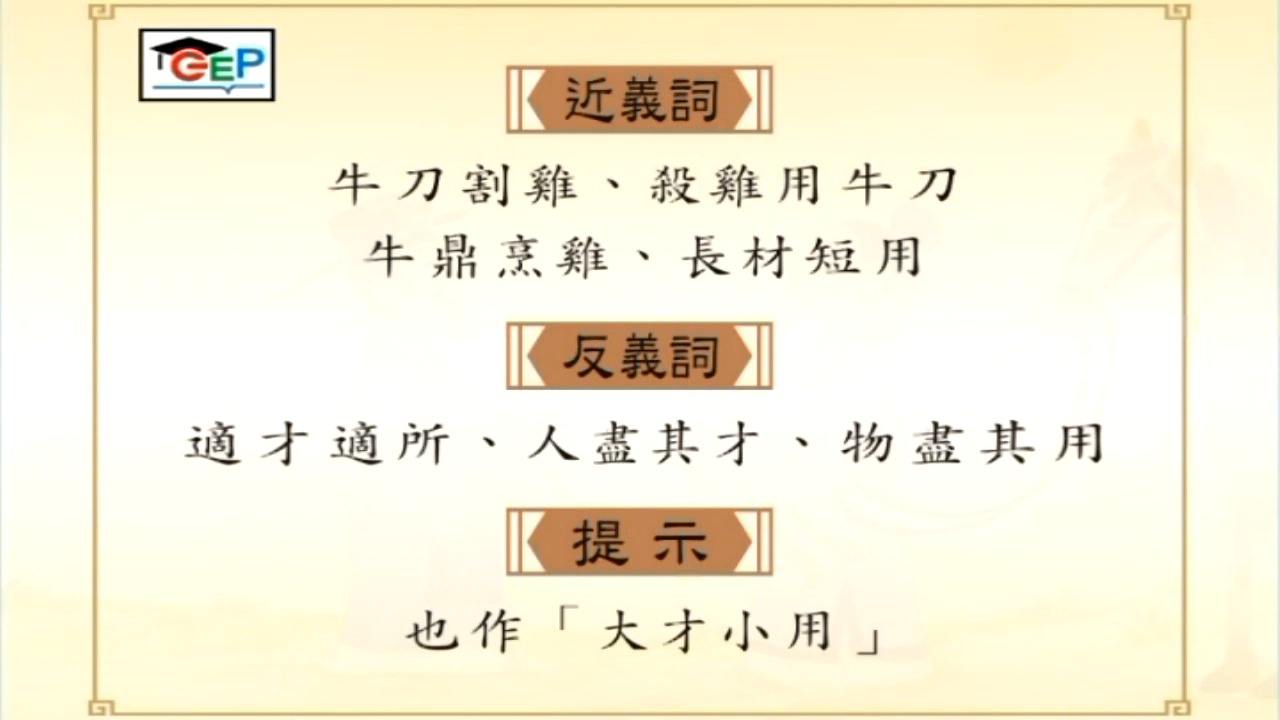 GEP
近義詞
牛刀割雞、殺雞用牛刀
牛鼎烹雞、長材短用
反義詞
適才適所、人盡其才、物盡其用
提示
也作「大才小用」